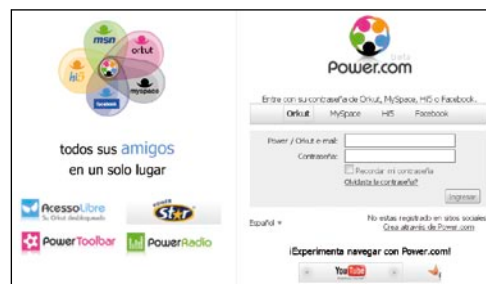 msn
orkut
hi5
myspace
facebook
todos sus amigos
en un solo lugar
AcessoLibre
Su Orkut desbloqueado
POWER
Star
PowerToolbar
PowerRadio
beta
Power.com
Entre con su contraseña de Orkut, MySpace, Hi5 o Facebook.
Orkut MySpace Hi5 Facebook
Power / Orkut e-mail:
Contraseña:
Recordar mi contraseña
Olvidaste la contraseña?
Ingresar
Español
No estas registrado en sitios sociales
Crea através de Power.com
¡Experimenta navegar con Power.com!
YouTube